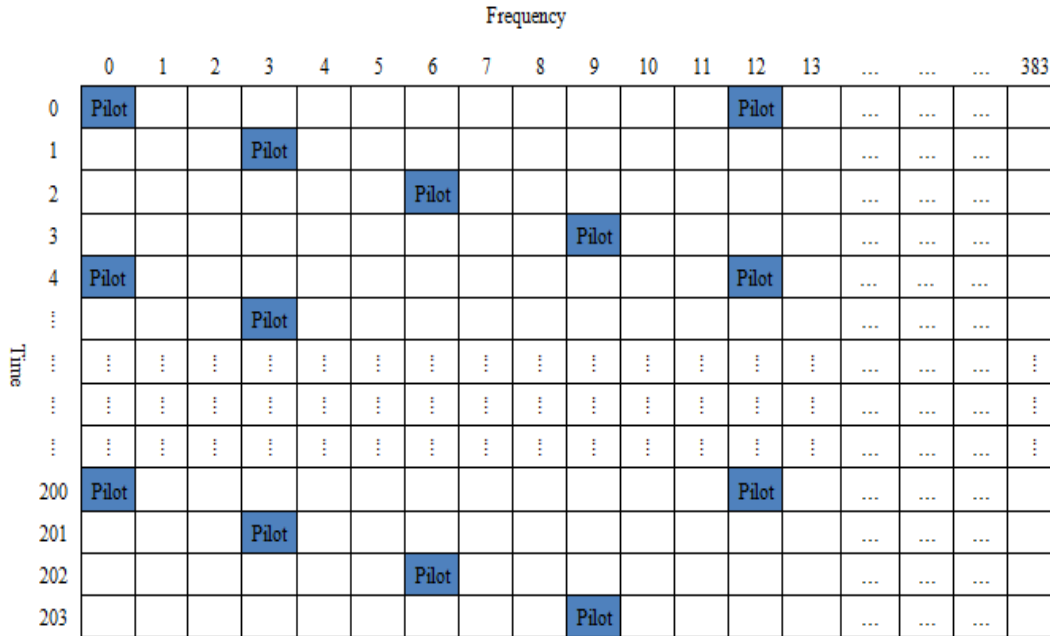 Frequency
0 1 2 3 4 5 6 7 8 9 10 11 12 13 ... ... ... 383
0 Pilot Pilot ... ... ...
1 Pilot ... ... ...
2 Pilot ... ... ...
3 Pilot ... ... ...
4 Pilot Pilot ... ... ...
⋮ Pilot ... ... ...
Time
⋮ ⋮ ⋮ ⋮ ⋮ ⋮ ⋮ ⋮ ⋮ ⋮ ⋮ ⋮ ⋮ ⋮ ⋮ ... ... ... ⋮
⋮ ⋮ ⋮ ⋮ ⋮ ⋮ ⋮ ⋮ ⋮ ⋮ ⋮ ⋮ ⋮ ⋮ ⋮ ... ... ... ⋮
⋮ ⋮ ⋮ ⋮ ⋮ ⋮ ⋮ ⋮ ⋮ ⋮ ⋮ ⋮ ⋮ ⋮ ⋮ ... ... ... ⋮
200 Pilot Pilot ... ... ...
201 Pilot ... ... ...
202 Pilot ... ... ...
203 Pilot ... ... ...